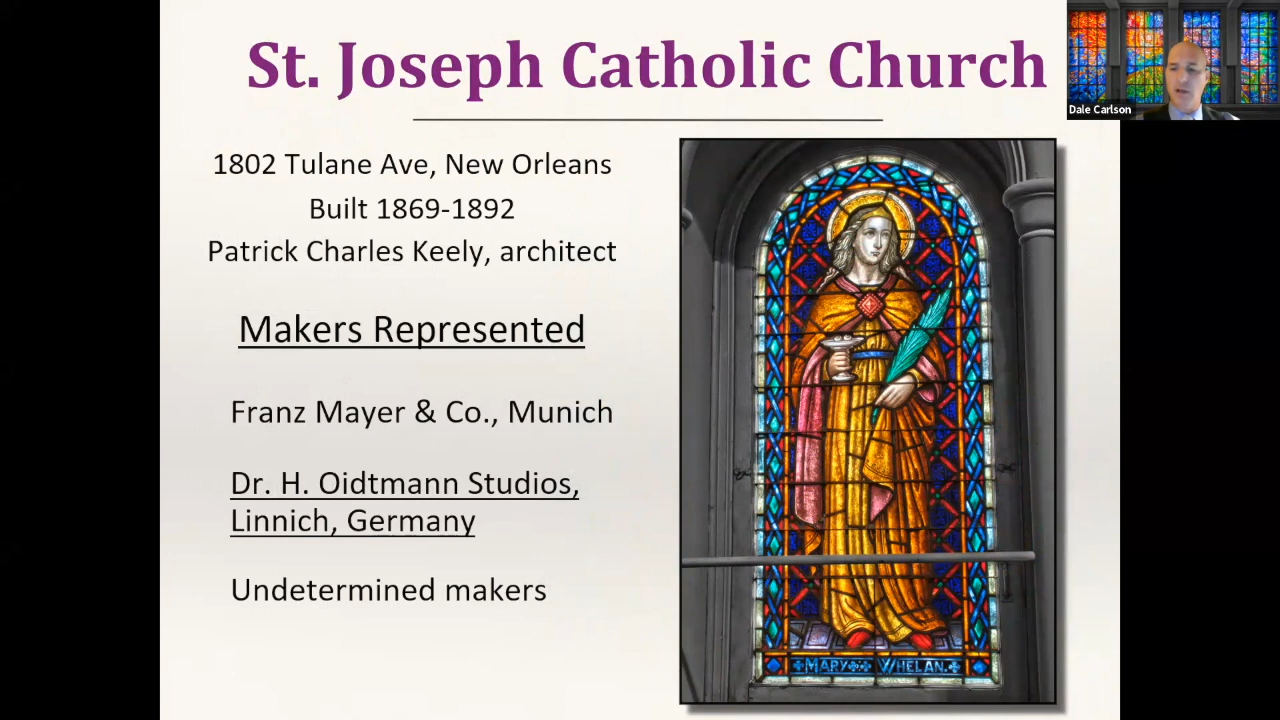 St. Joseph Catholic Church
Dale Carlson
1802 Tulane Ave, New Orleans
Built 1869-1892
Patrick Charles Keely, architect
Makers Represented
Franz Mayer & Co., Munich
Dr. H. Oidtmann Studios,
Linnich, Germany
Undetermined makers
MARY WHELAN